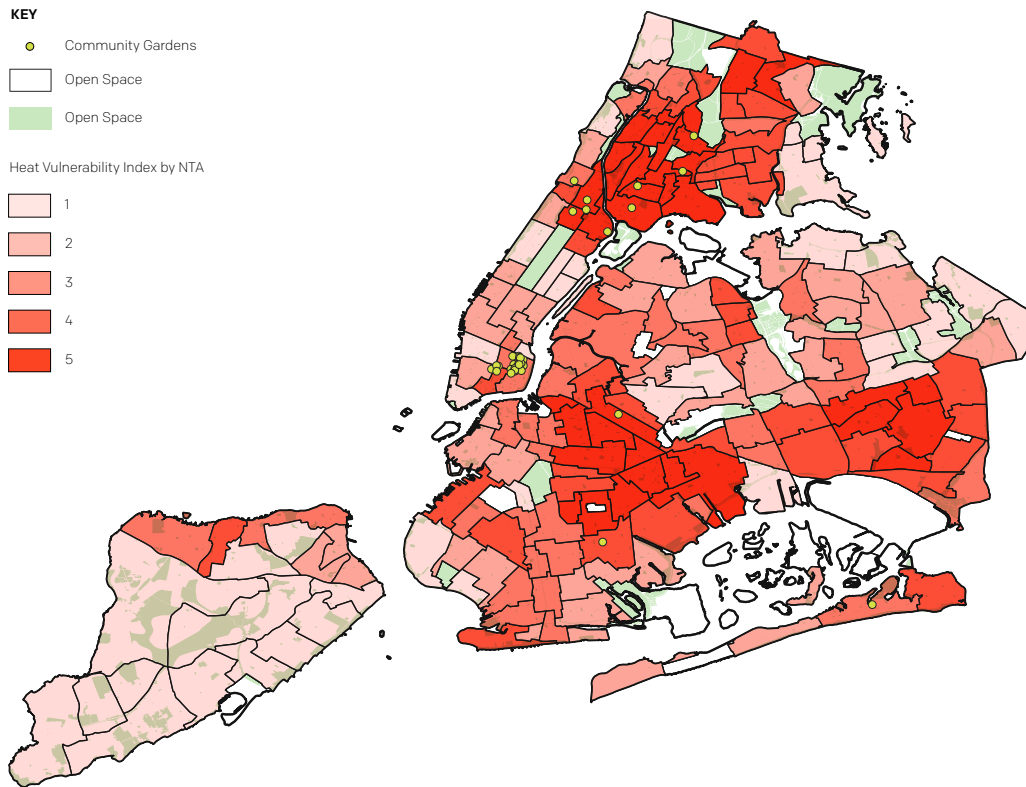 KEY
Community Gardens
Open Space
Open Space
Heat Vulnerability Index by NTA
1
2
3
4
5